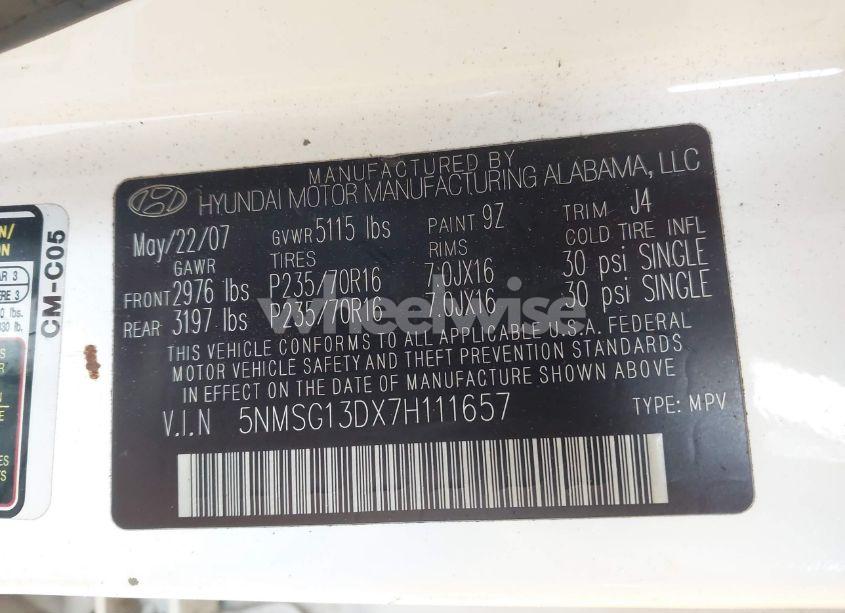 MANUFACTURED BY
HYUNDAI MOTOR MANUFACTURING ALABAMA, LLC
May/22/07 GVWR 5115 lbs PAINT 9Z TRIM J4
GAWR TIRES RIMS COLD TIRE INFL
FRONT 2976 lbs P235/70R16 7.0JX16 30 psi SINGLE
REAR 3197 lbs P235/70R16 7.0JX16 30 psi SINGLE
THIS VEHICLE CONFORMS TO ALL APPLICABLE U.S.A. FEDERAL
MOTOR VEHICLE SAFETY AND THEFT PREVENTION STANDARDS
IN EFFECT ON THE DATE OF MANUFACTURE SHOWN ABOVE
V.I.N 5NMSG13DX7H111657 TYPE: MPV
CM-C05
wheelwise